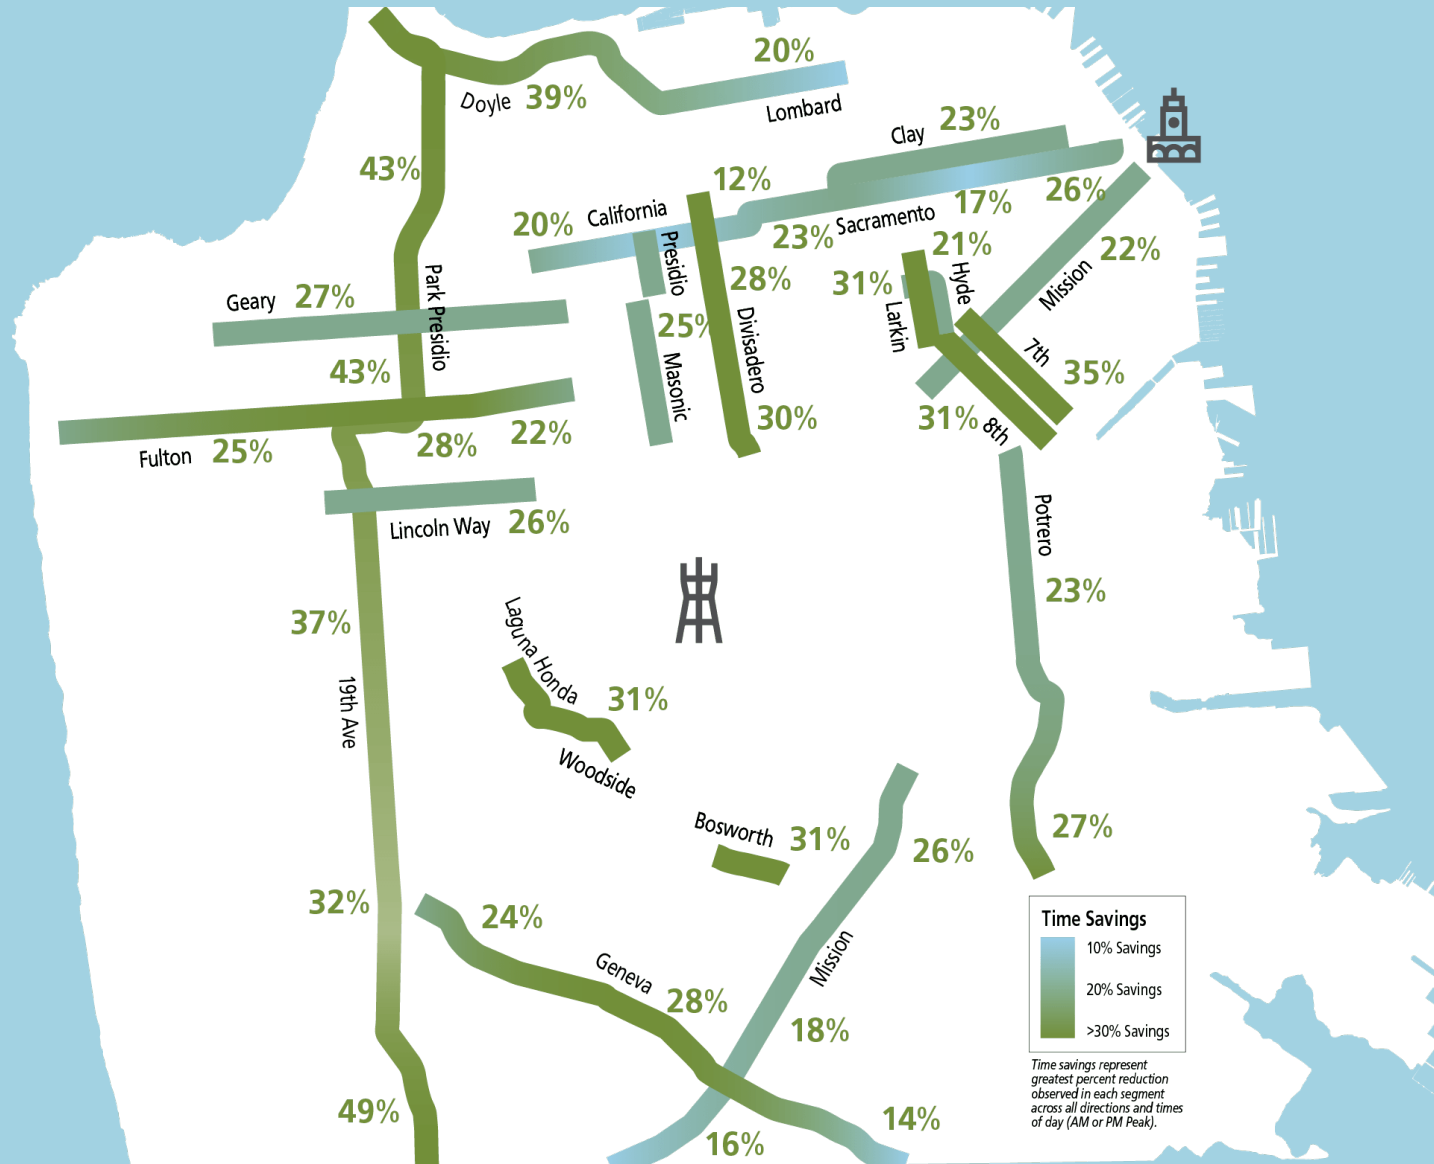 20%
Doyle 39%
Lombard
Clay 23%
43%
12%
20% California
23% Sacramento 17% 26%
22%
Mission
Presidio
28%
Divisadero
21%
Hyde
31%
Larkin
Geary 27%
Park Presidio
25%
Masonic
7th
35%
43%
30%
31%
8th
Fulton 25%
28%
22%
Lincoln Way 26%
Potrero
23%
37%
19th Ave
Laguna Honda
31%
Woodside
Bosworth 31%
26%
27%
32%
24%
Geneva
28%
Mission
18%
49%
16%
14%
Time Savings
10% Savings
20% Savings
>30% Savings
Time savings represent
greatest percent reduction
observed in each segment
across all directions and times
of day (AM or PM Peak).